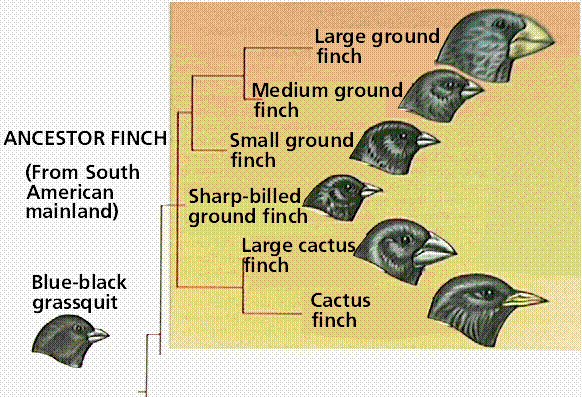 Large ground
finch
Medium ground
finch
ANCESTOR FINCH
(From South
American
mainland)
Small ground
finch
Sharp-billed
ground finch
Large cactus
finch
Blue-black
grassquit
Cactus
finch